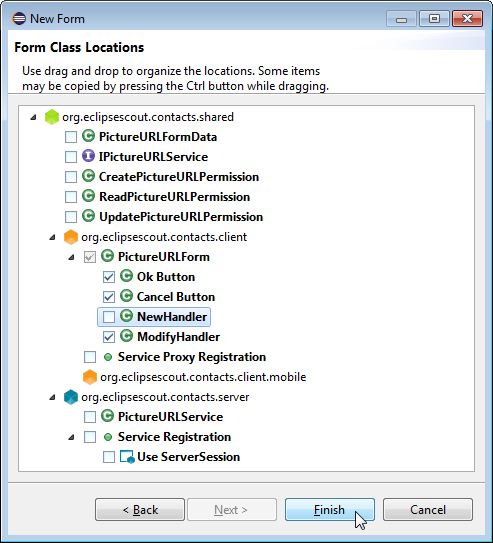 New Form
Form Class Locations
Use drag and drop to organize the locations. Some items
may be copied by pressing the Ctrl button while dragging.
org.eclipsescout.contacts.shared
PictureURLFormData
IPictureURLService
CreatePictureURLPermission
ReadPictureURLPermission
UpdatePictureURLPermission
org.eclipsescout.contacts.client
PictureURLForm
Ok Button
Cancel Button
NewHandler
ModifyHandler
Service Proxy Registration
org.eclipsescout.contacts.client.mobile
org.eclipsescout.contacts.server
PictureURLService
Service Registration
Use ServerSession
< Back Next > Finish Cancel